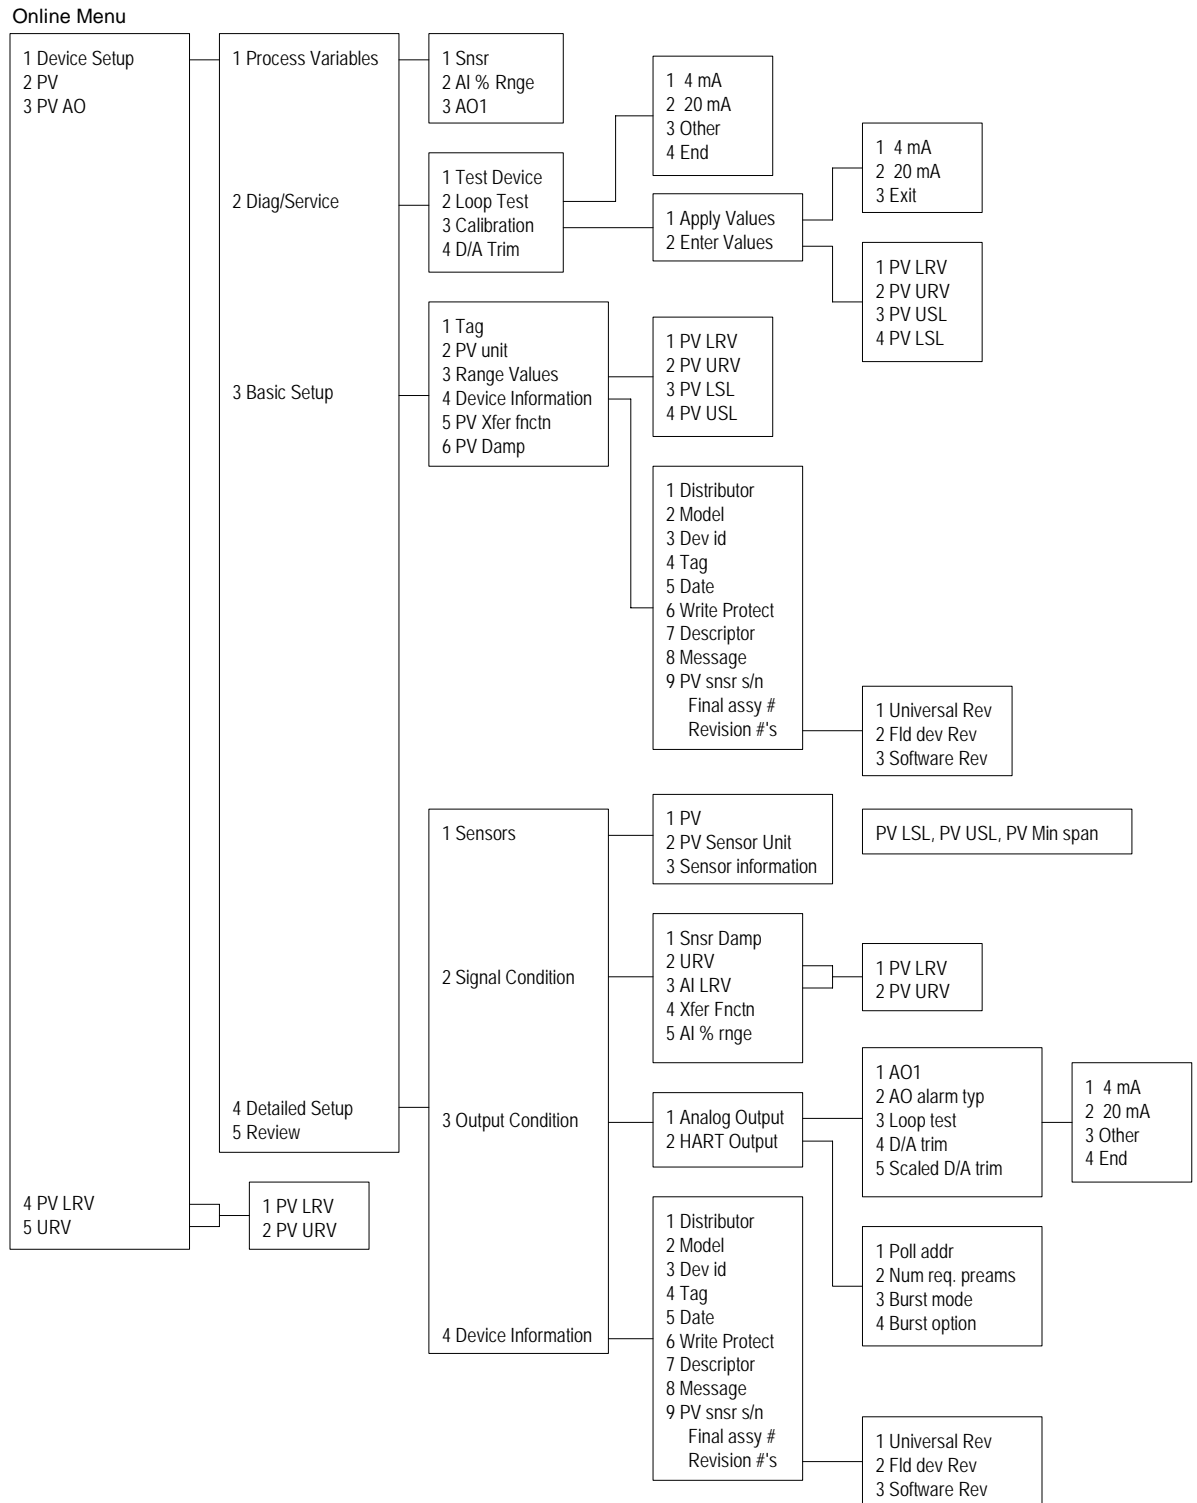 Online Menu
1 Device Setup
2 PV
3 PV AO
4 PV LRV
5 URV
1 PV LRV
2 PV URV
1 Process Variables
2 Diag/Service
3 Basic Setup
4 Detailed Setup
5 Review
1 Snsr
2 AI % Rnge
3 AO1
1 Test Device
2 Loop Test
3 Calibration
4 D/A Trim
1 4 mA
2 20 mA
3 Other
4 End
1 Apply Values
2 Enter Values
1 4 mA
2 20 mA
3 Exit
1 PV LRV
2 PV URV
3 PV USL
4 PV LSL
1 Tag
2 PV unit
3 Range Values
4 Device Information
5 PV Xfer fnctn
6 PV Damp
1 PV LRV
2 PV URV
3 PV LSL
4 PV USL
1 Distributor
2 Model
3 Dev id
4 Tag
5 Date
6 Write Protect
7 Descriptor
8 Message
9 PV snsr s/n
Final assy #
Revision #'s
1 Universal Rev
2 Fld dev Rev
3 Software Rev
1 Sensors
2 Signal Condition
3 Output Condition
4 Device Information
1 PV
2 PV Sensor Unit
3 Sensor information
PV LSL, PV USL, PV Min span
1 Snsr Damp
2 URV
3 AI LRV
4 Xfer Fnctn
5 AI % rnge
1 PV LRV
2 PV URV
1 Analog Output
2 HART Output
1 AO1
2 AO alarm typ
3 Loop test
4 D/A trim
5 Scaled D/A trim
1 4 mA
2 20 mA
3 Other
4 End
1 Poll addr
2 Num req. preams
3 Burst mode
4 Burst option
1 Distributor
2 Model
3 Dev id
4 Tag
5 Date
6 Write Protect
7 Descriptor
8 Message
9 PV snsr s/n
Final assy #
Revision #'s
1 Universal Rev
2 Fld dev Rev
3 Software Rev